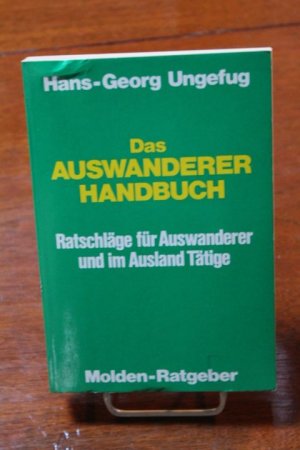 Hans-Georg Ungefug
Das
AUSWANDERER
HANDBUCH
Ratschläge für Auswanderer
und im Ausland Tätige
Molden-Ratgeber